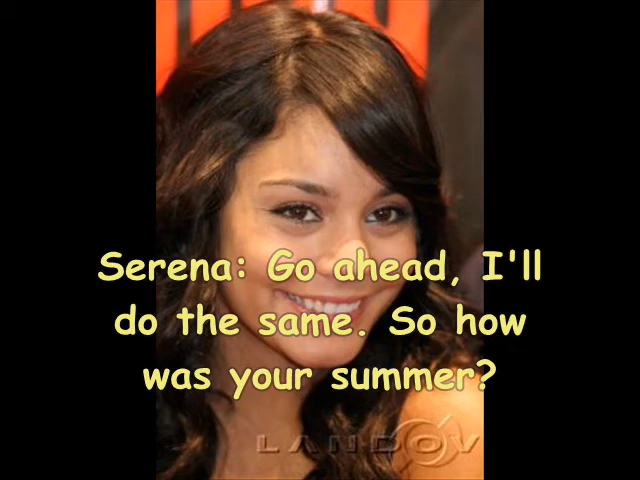 Serena: Go ahead, I'll
do the same. So how
was your summer?
LANDOV